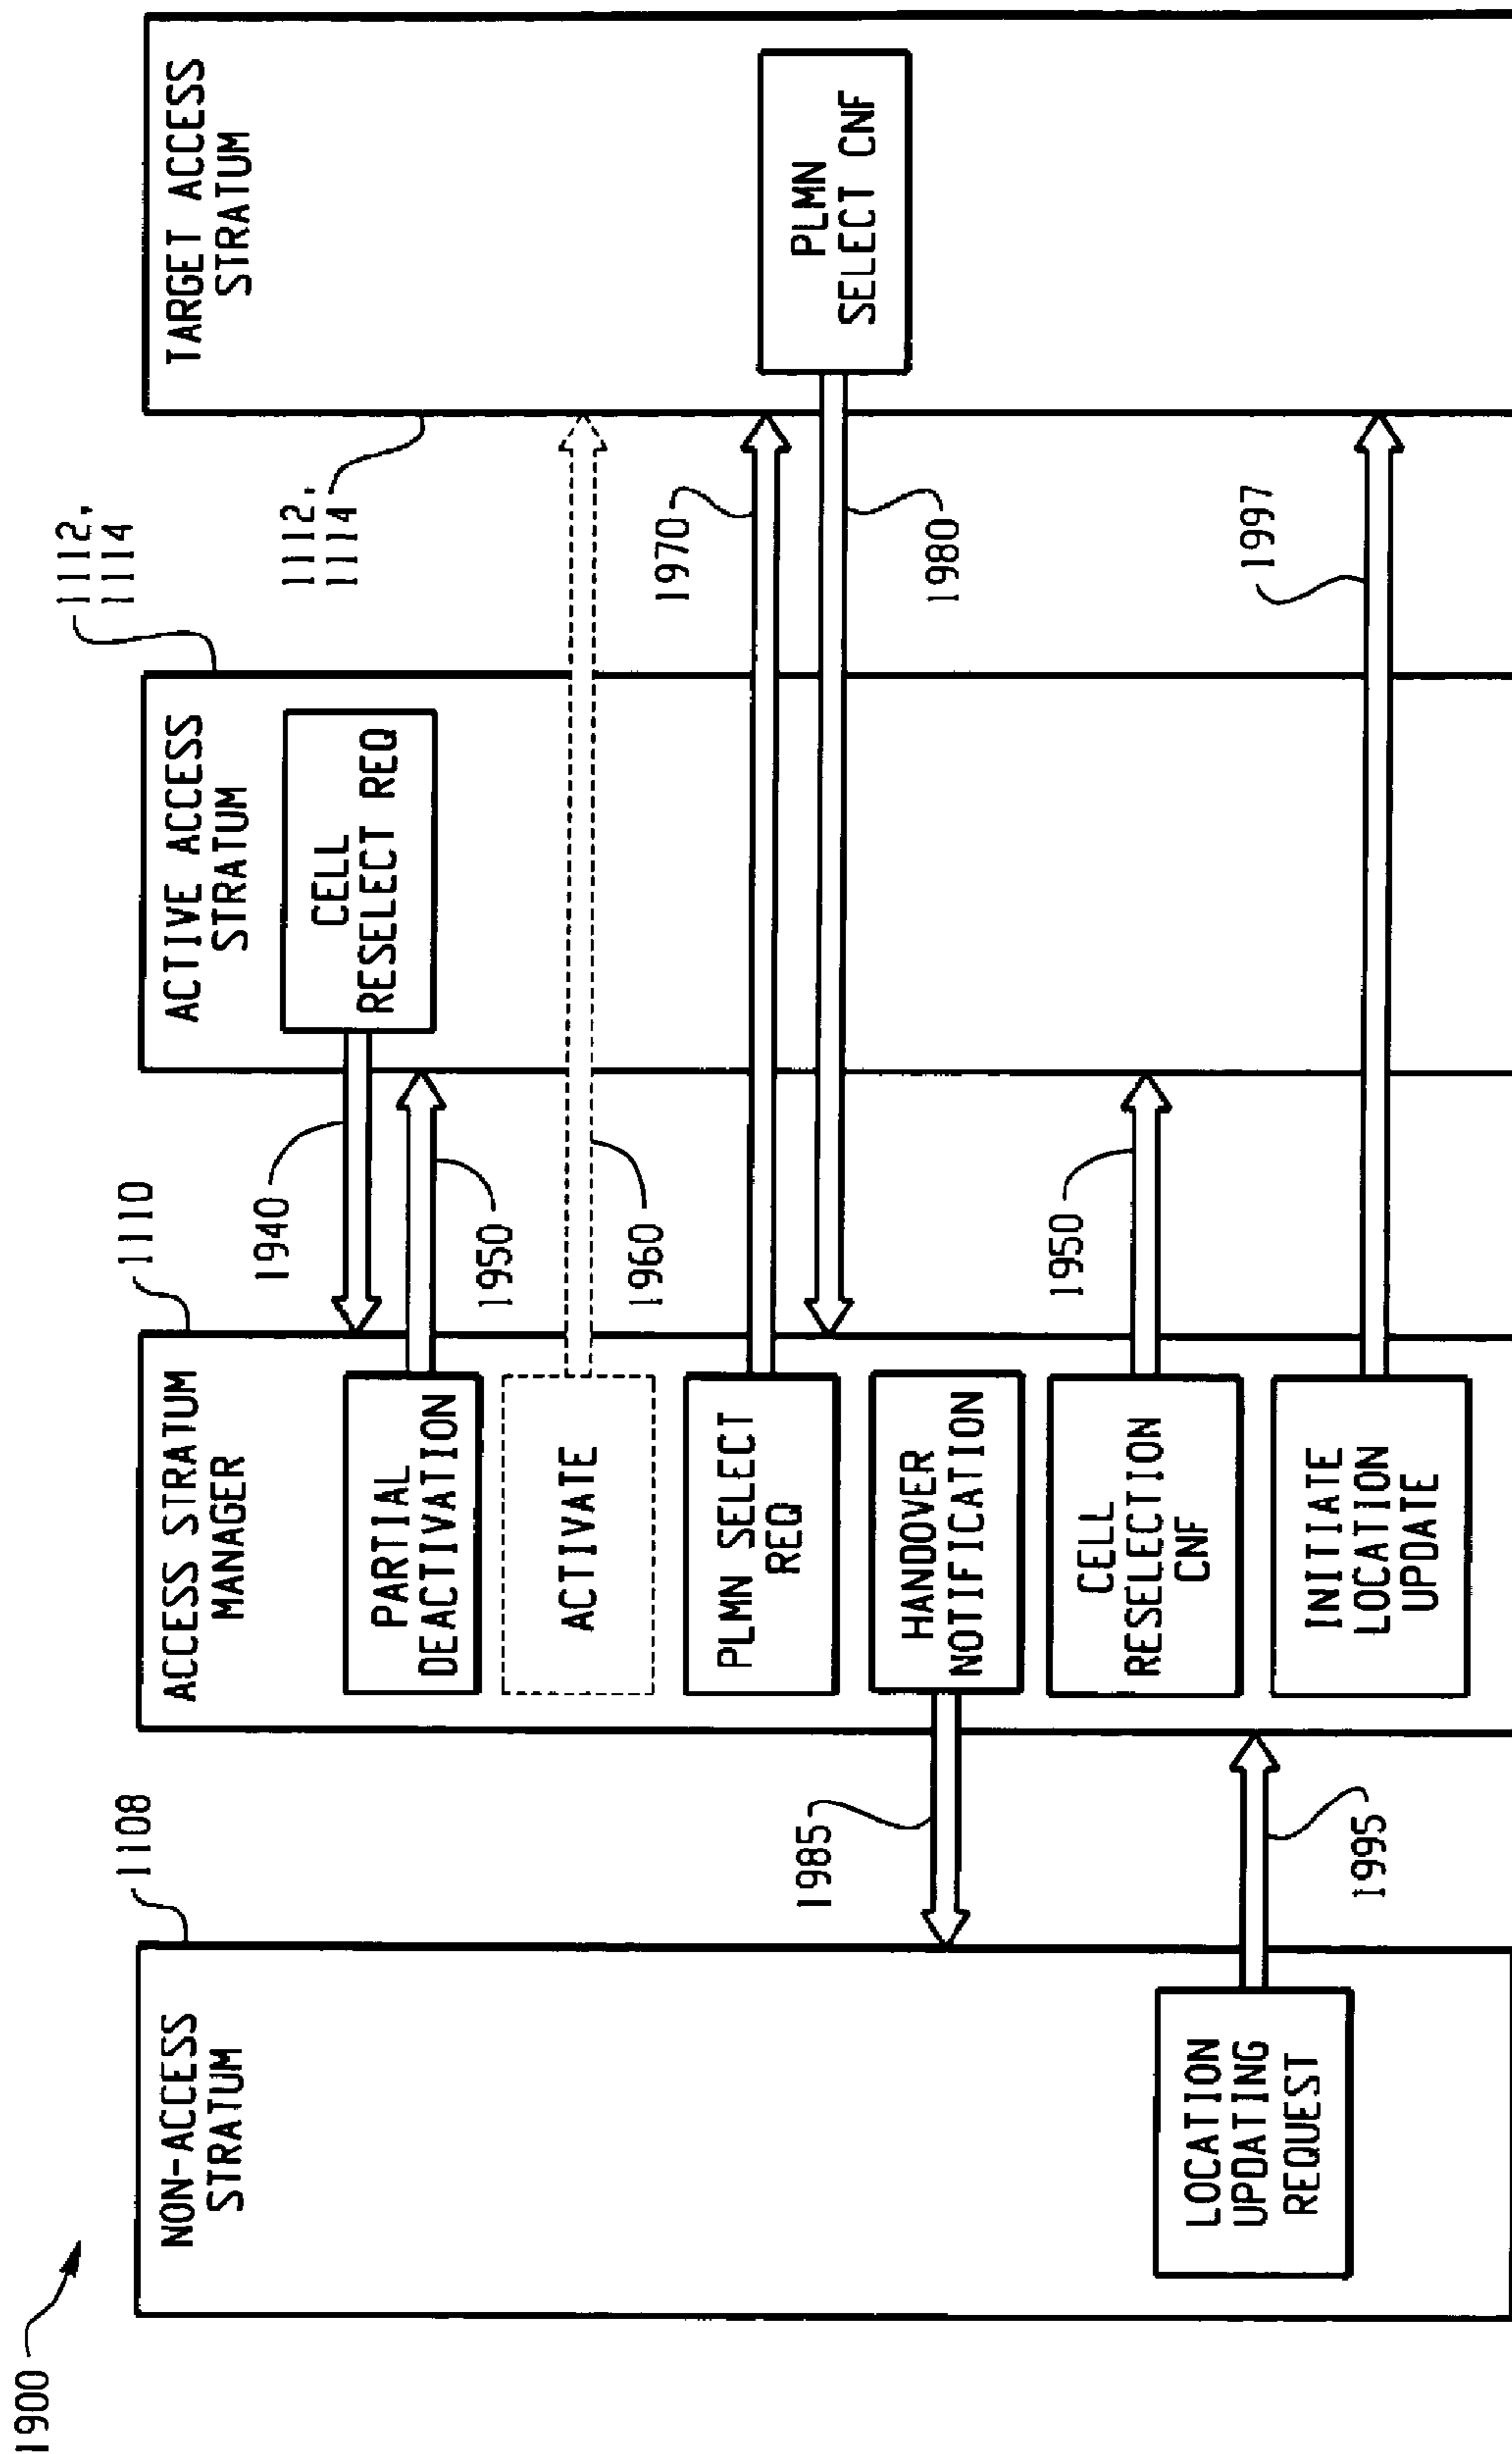 1900
NON-ACCESS
STRATUM
1108
LOCATION
UPDATING
REQUEST
1985
1995
ACCESS STRATUM
MANAGER
1110
PARTIAL
DEACTIVATION
ACTIVATE
PLMN SELECT
REQ
HANDOVER
NOTIFICATION
CELL
RESELECTION
CNF
INITIATE
LOCATION
UPDATE
1940
1950
1960
1950
ACTIVE ACCESS
STRATUM
1112,
1114
CELL
RESELECT REQ
1112,
1114
1970
1980
1997
TARGET ACCESS
STRATUM
PLMN
SELECT CNF